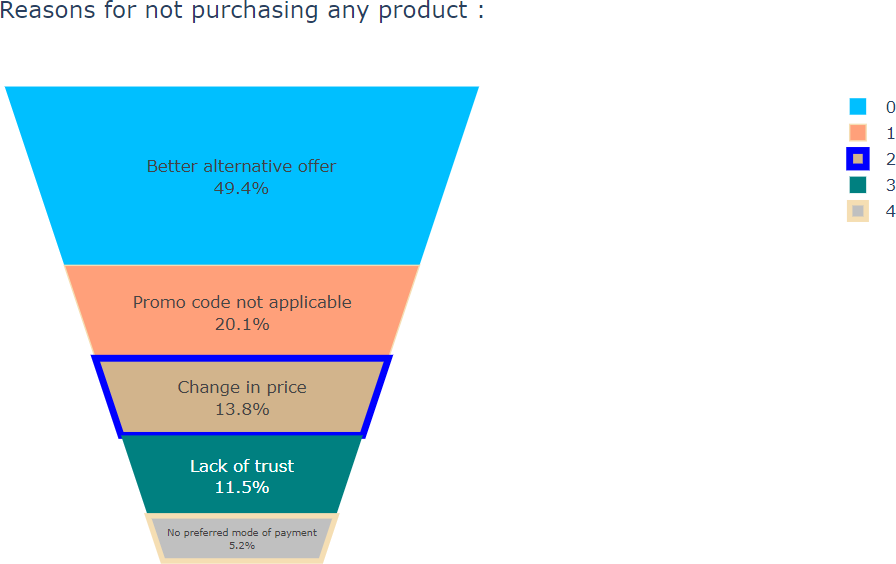 Reasons for not purchasing any product :
Better alternative offer
49.4%
Promo code not applicable
20.1%
Change in price
13.8%
Lack of trust
11.5%
No preferred mode of payment
5.2%
0
1
2
3
4